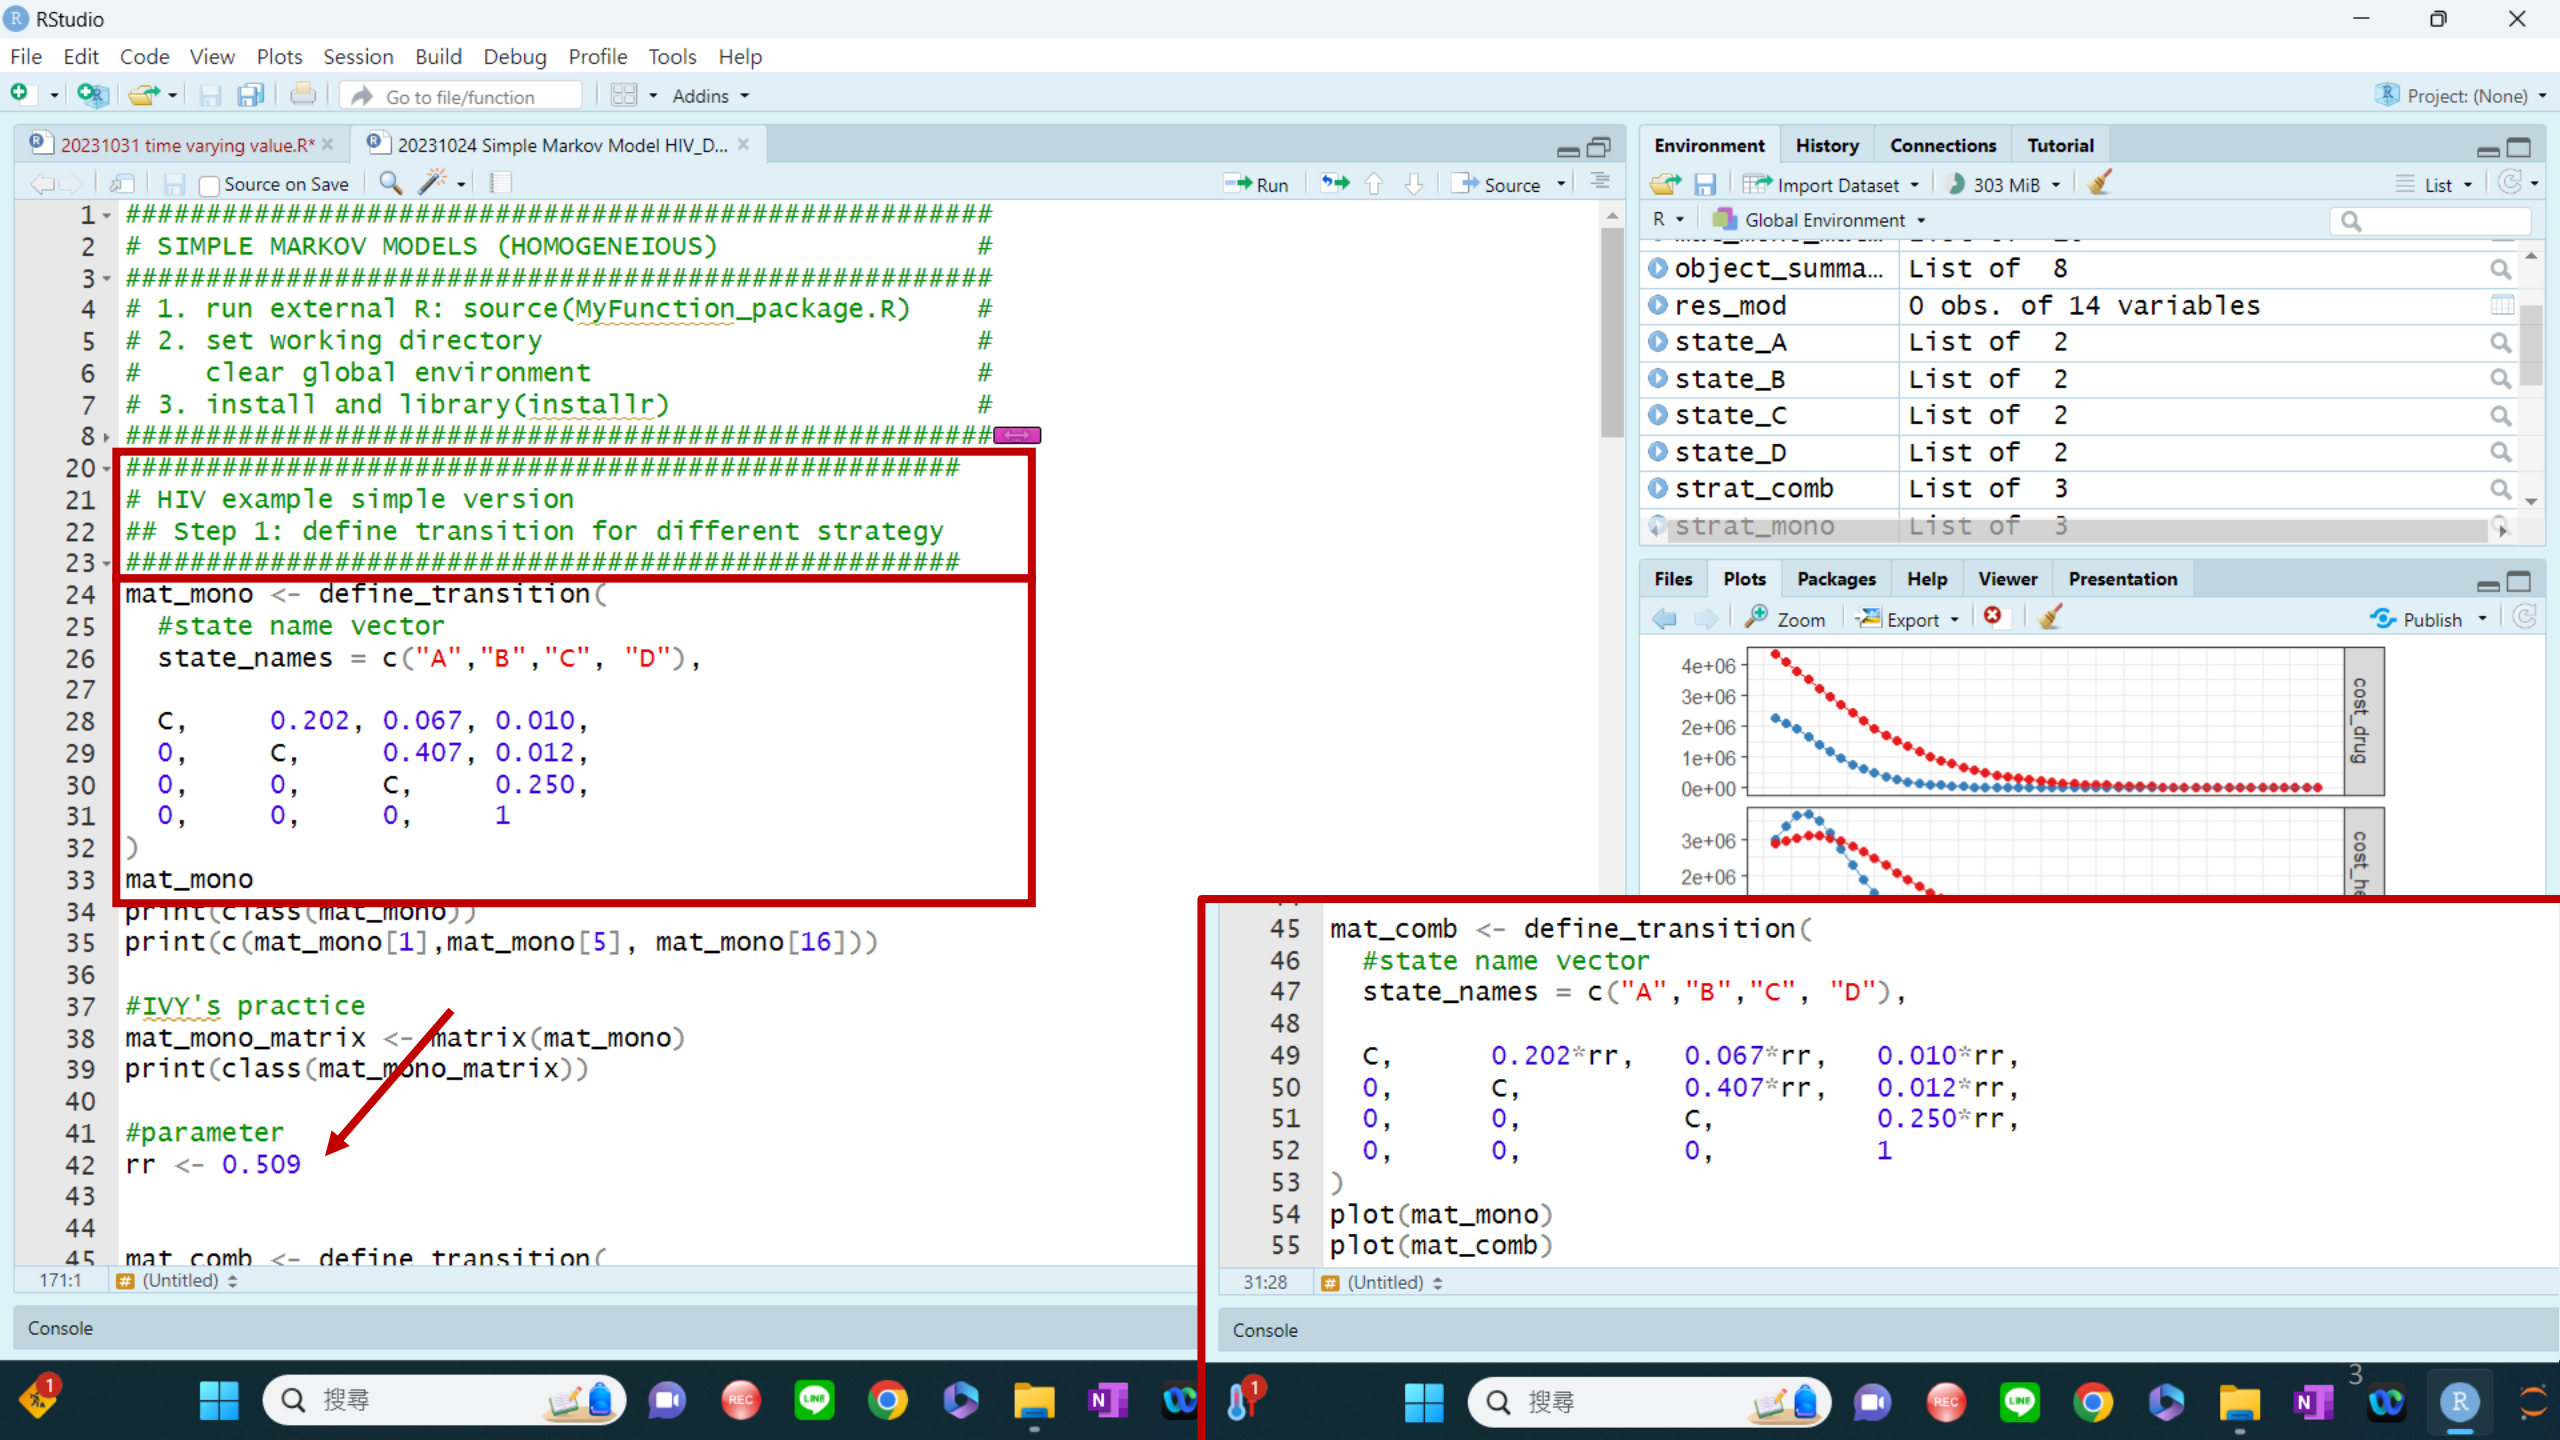 RStudio
File Edit Code View Plots Session Build Debug Profile Tools Help
Go to file/function Addins Project: (None)
20231031 time varying value.R* 20231024 Simple Markov Model HIV_D...
Source on Save Run Source
1 ######################################################
2 # SIMPLE MARKOV MODELS (HOMOGENEIOUS) #
3 ######################################################
4 # 1. run external R: source(MyFunction_package.R) #
5 # 2. set working directory #
6 # clear global environment #
7 # 3. install and library(installr) #
8 ######################################################
20 ####################################################
21 # HIV example simple version
22 ## Step 1: define transition for different strategy
23 ####################################################
24 mat_mono <- define_transition(
25 #state name vector
26 state_names = c("A","B","C", "D"),
27
28 C, 0.202, 0.067, 0.010,
29 0, C, 0.407, 0.012,
30 0, 0, C, 0.250,
31 0, 0, 0, 1
32 )
33 mat_mono
34 print(class(mat_mono))
35 print(c(mat_mono[1],mat_mono[5], mat_mono[16]))
36
37 #IVY's practice
38 mat_mono_matrix <- matrix(mat_mono)
39 print(class(mat_mono_matrix))
40
41 #parameter
42 rr <- 0.509
43
44
45 mat_comb <- define_transition(
171:1 (Untitled)
Console
Environment History Connections Tutorial
Import Dataset 303 MiB List
R Global Environment
object_summa... List of 8
res_mod 0 obs. of 14 variables
state_A List of 2
state_B List of 2
state_C List of 2
state_D List of 2
strat_comb List of 3
strat_mono List of 3
Files Plots Packages Help Viewer Presentation
Zoom Export Publish
4e+06
3e+06
2e+06
1e+06
0e+00
cost_drug
3e+06
2e+06
45 mat_comb <- define_transition(
46 #state name vector
47 state_names = c("A","B","C", "D"),
48
49 C, 0.202*rr, 0.067*rr, 0.010*rr,
50 0, C, 0.407*rr, 0.012*rr,
51 0, 0, C, 0.250*rr,
52 0, 0, 0, 1
53 )
54 plot(mat_mono)
55 plot(mat_comb)
31:28 (Untitled)
Console
1 搜尋 REC LINE N
1 搜尋 REC LINE N R
3